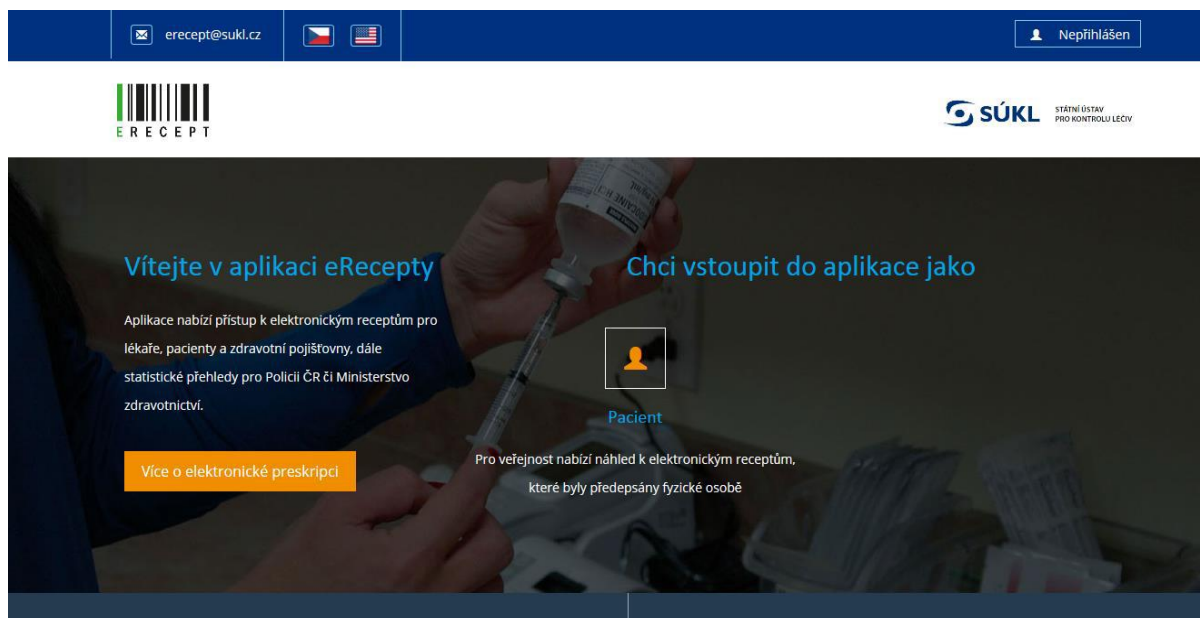 erecept@sukl.cz
Nepřihlášen
ERECEPT
SÚKL
STÁTNÍ ÚSTAV
PRO KONTROLU LÉČIV
Vítejte v aplikaci eRecepty
Aplikace nabízí přístup k elektronickým receptům pro
lékaře, pacienty a zdravotní pojišťovny, dále
statistické přehledy pro Policii ČR či Ministerstvo
zdravotnictví.
Více o elektronické preskripci
Chci vstoupit do aplikace jako
Pacient
Pro veřejnost nabízí náhled k elektronickým receptům,
které byly předepsány fyzické osobě